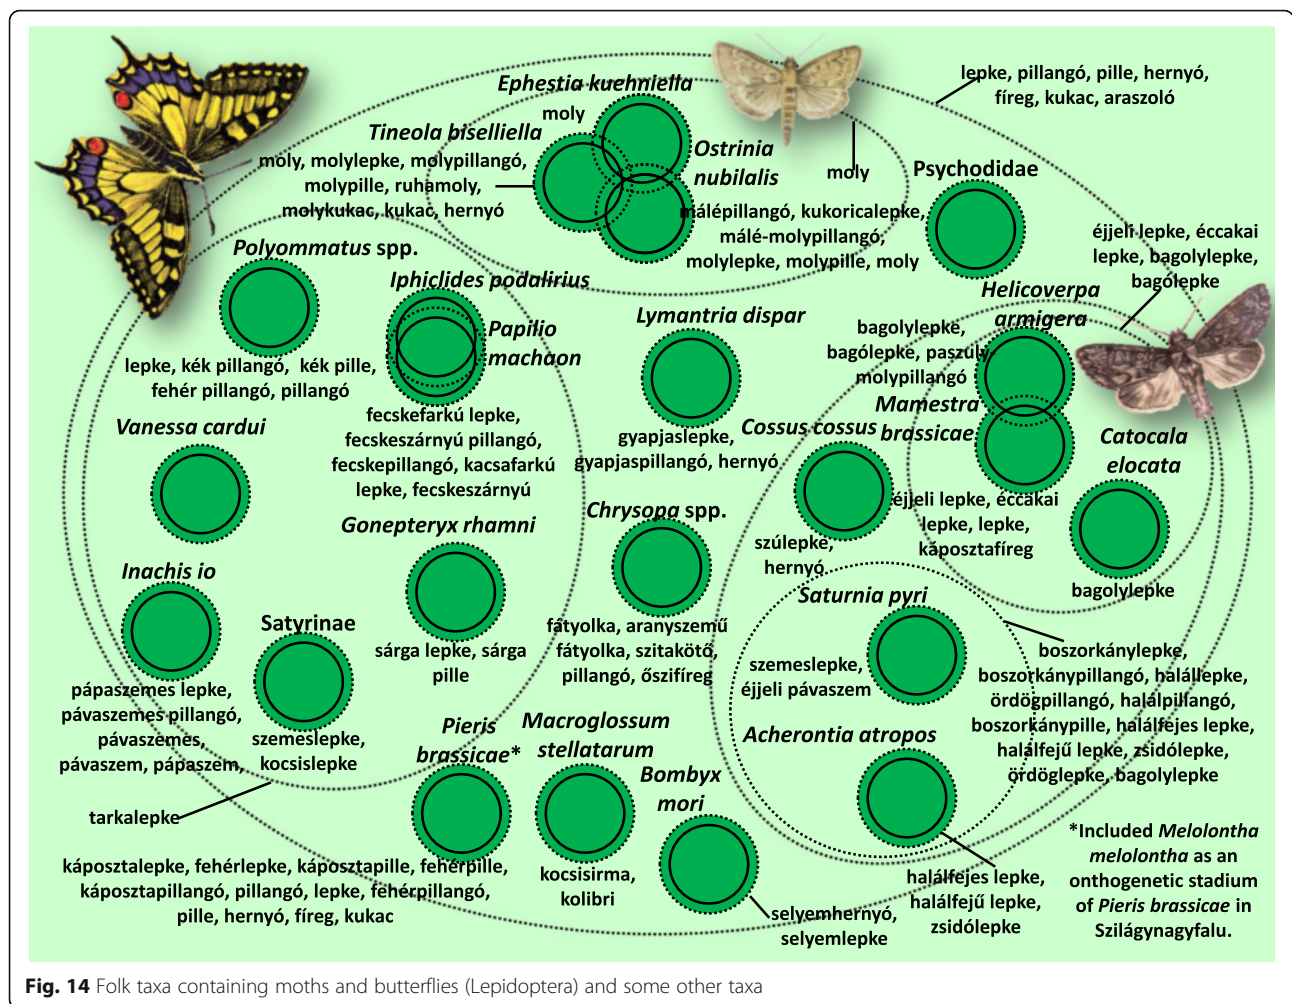 lepke, pillangó, pille, hernyó,
fíreg, kukac, araszoló
Ephestia kuehniella
moly
Tineola biselliella
moly, molylepke, molypillangó,
molypille, ruhamoly,
molykukac, kukac, hernyó
Ostrinia
nubilalis
málépillangó, kukoricalepke,
málé-molypillangó,
molylepke, molypille, moly
moly
Psychodidae
éjjeli lepke, éccakai
lepke, bagolylepke,
bagólepke
Polyommatus spp.
lepke, kék pillangó, kék pille,
fehér pillangó, pillangó
Iphiclides podalirius
Papilio
machaon
fecskefarkú lepke,
fecskeszárnyú pillangó,
fecskepillangó, kacsafarkú
lepke, fecskeszárnyú
Lymantria dispar
gyapjaslepke,
gyapjaspillangó, hernyó
Helicoverpa
armigera
bagolylepke,
bagólepke, paszuly-
molypillangó
Mamestra
brassicae
éjjeli lepke, éccakai
lepke, lepke,
káposztafíreg
Catocala
elocata
bagolylepke
Vanessa cardui
Cossus cossus
szúlepke,
hernyó
Gonepteryx rhamni
sárga lepke, sárga
pille
Chrysopa spp.
fátyolka, aranyszemű
fátyolka, szitakötő,
pillangó, őszifíreg
Inachis io
pápaszemes lepke,
pávaszemes pillangó,
pávaszemes,
pávaszem, pápaszem
Satyrinae
szemeslepke,
kocsislepke
tarkalepke
Saturnia pyri
szemeslepke,
éjjeli pávaszem
boszorkánylepke,
boszorkánypillangó, halállepke,
ördögpillangó, halálpillangó,
boszorkánypille, halálfejes lepke,
halálfejű lepke, zsidólepke,
ördöglepke, bagolylepke
Acherontia atropos
halálfejes lepke,
halálfejű lepke,
zsidólepke
Pieris
brassicae*
káposztalepke, fehérlepke, káposztapille, fehérpille,
káposztapillangó, pillangó, lepke, fehérpillangó,
pille, hernyó, fíreg, kukac
Macroglossum
stellatarum
kocsisirma,
kolibri
Bombyx
mori
selyemhernyó,
selyemlepke
*Included Melolontha
melolontha as an
onthogenetic stadium
of Pieris brassicae in
Szilágynagyfalu.
Fig. 14 Folk taxa containing moths and butterflies (Lepidoptera) and some other taxa